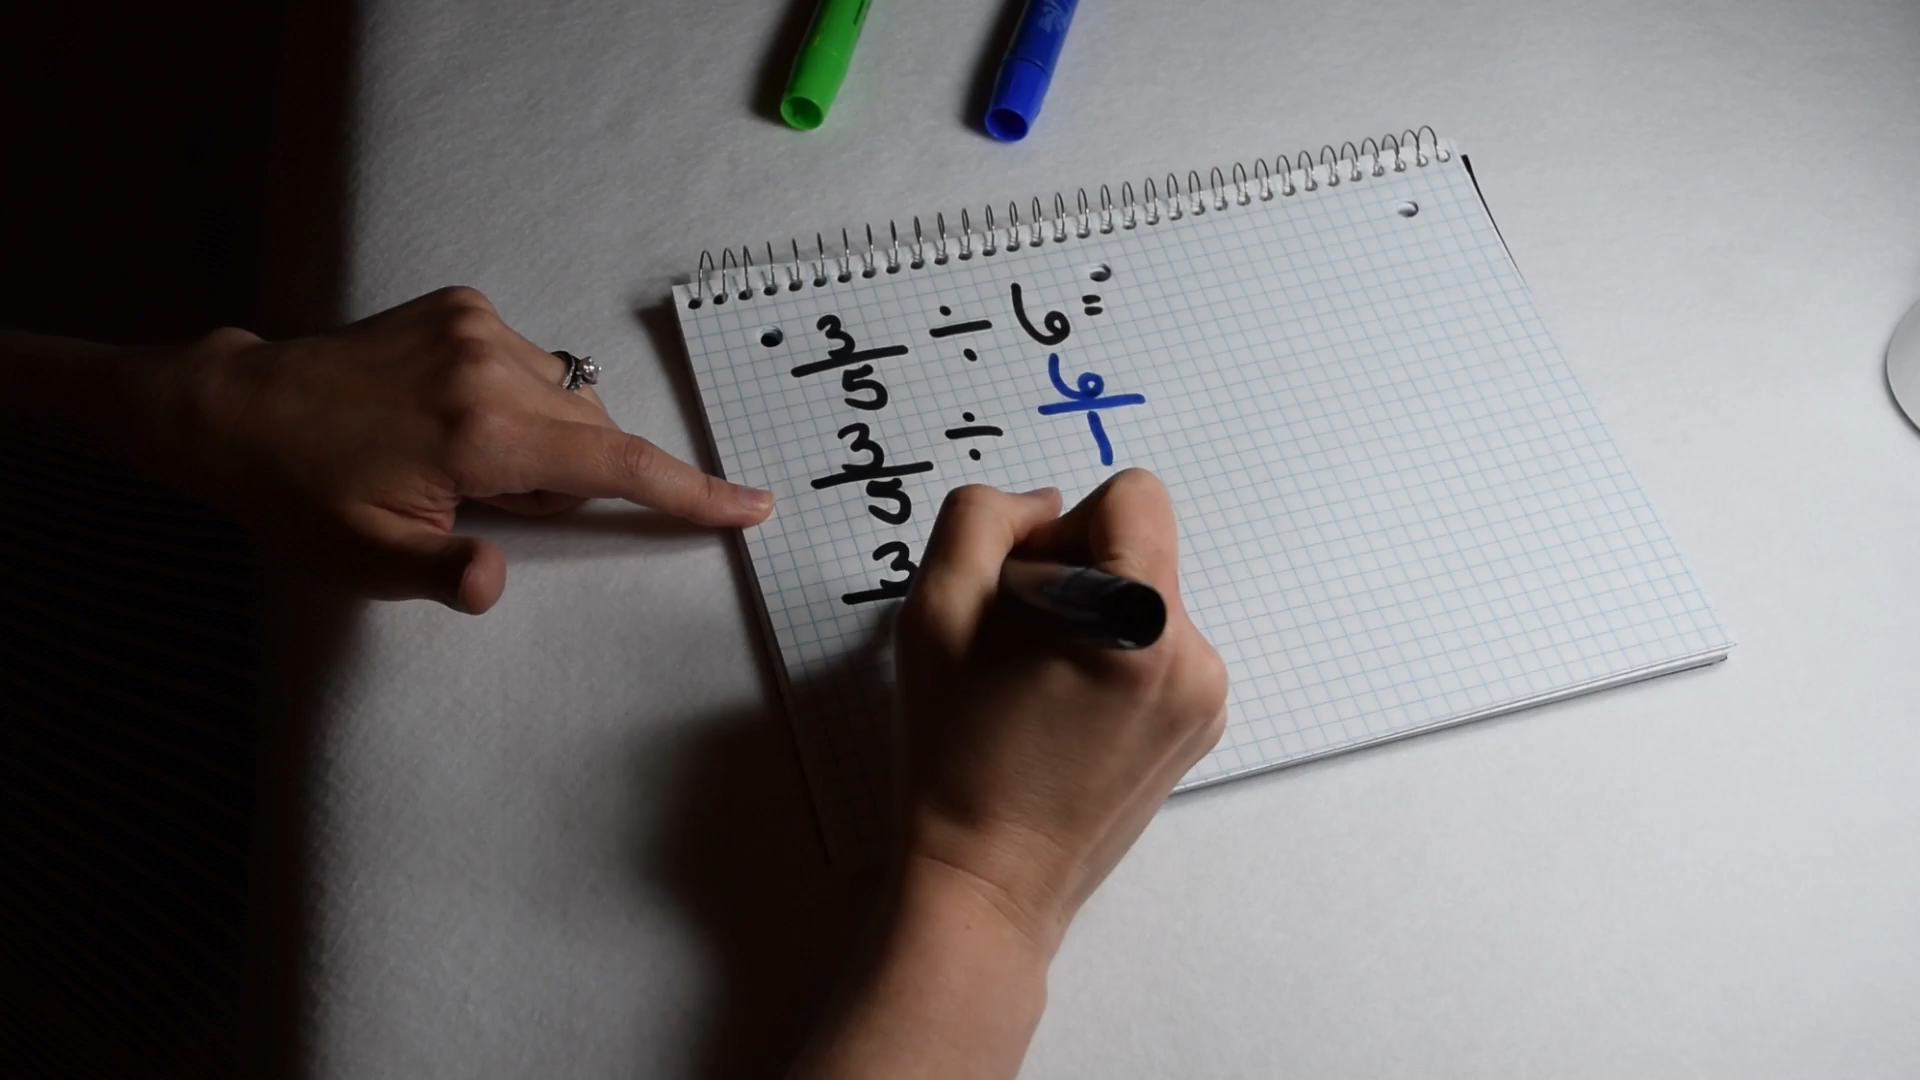 3/5 ÷ 6 =
3/5 ÷ 6/1
3